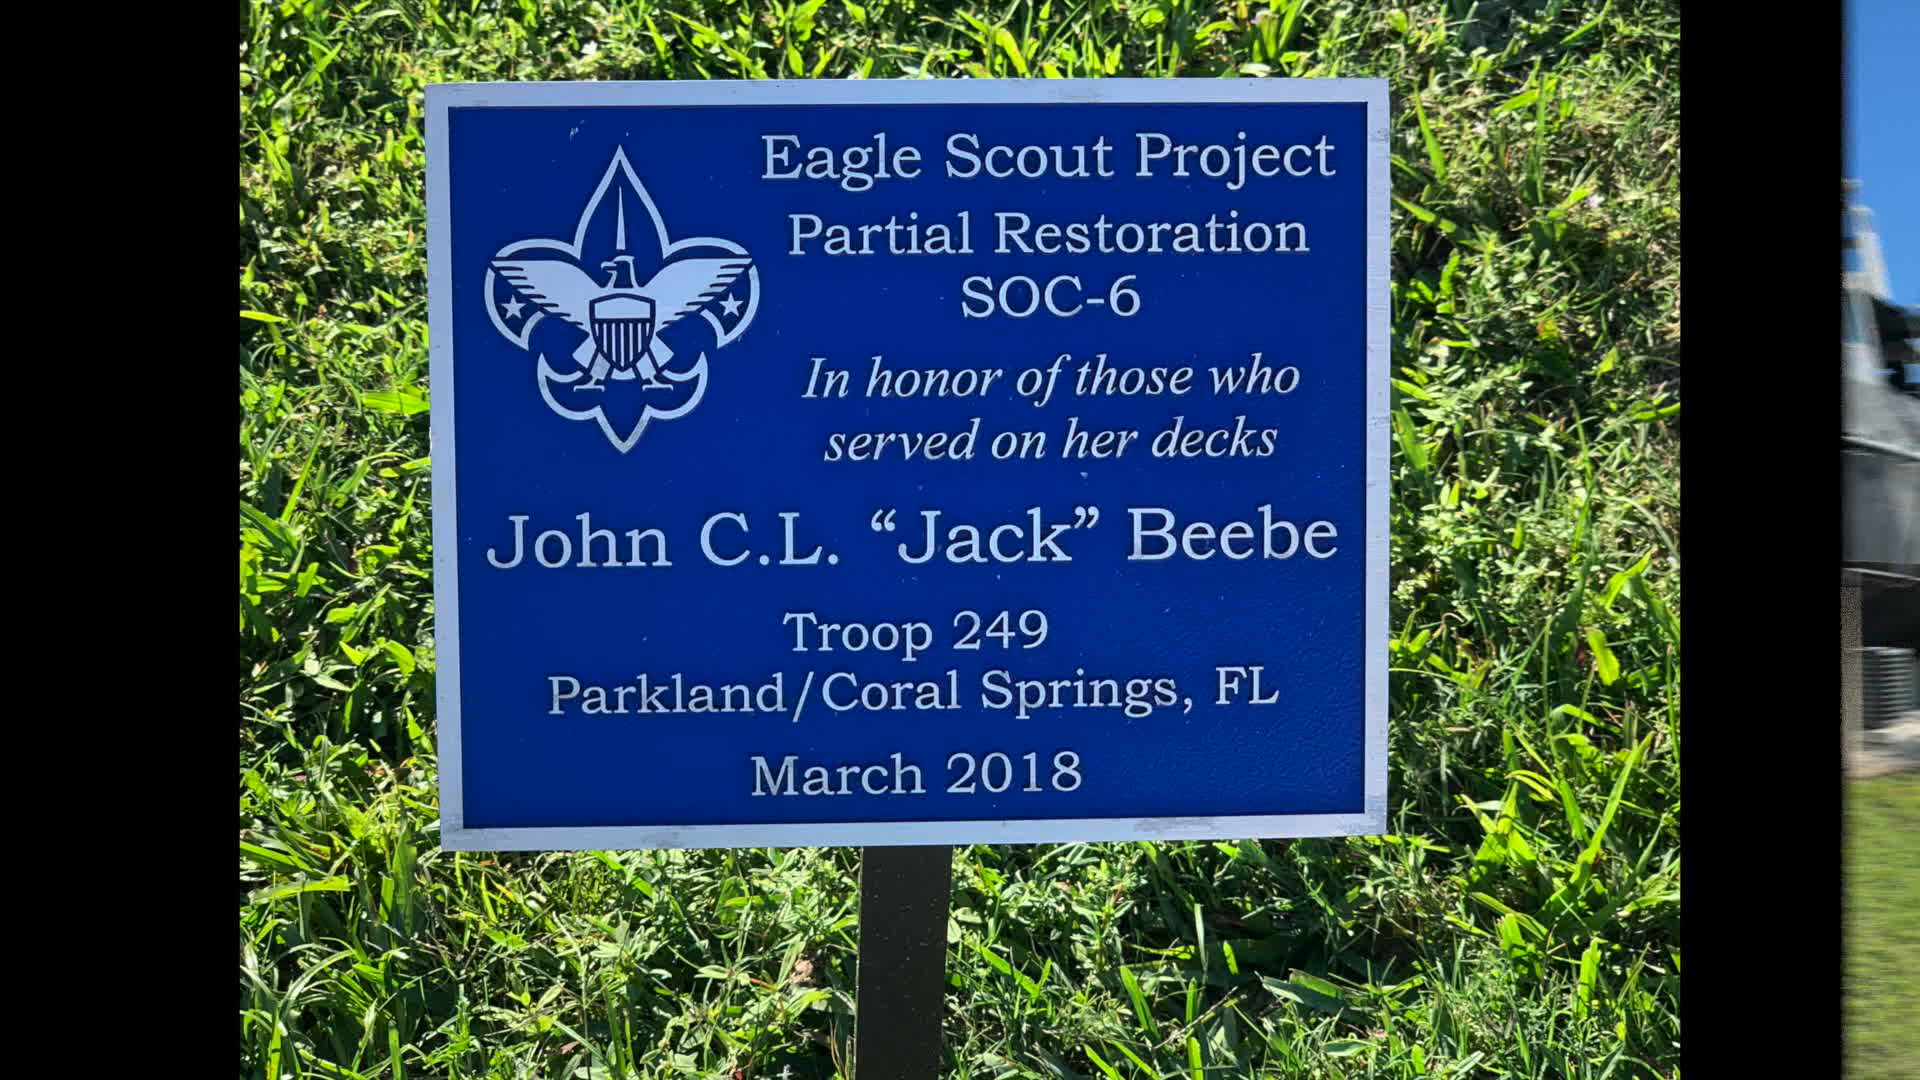 Eagle Scout Project
Partial Restoration
SOC-6
In honor of those who
served on her decks
John C.L. “Jack” Beebe
Troop 249
Parkland/Coral Springs, FL
March 2018